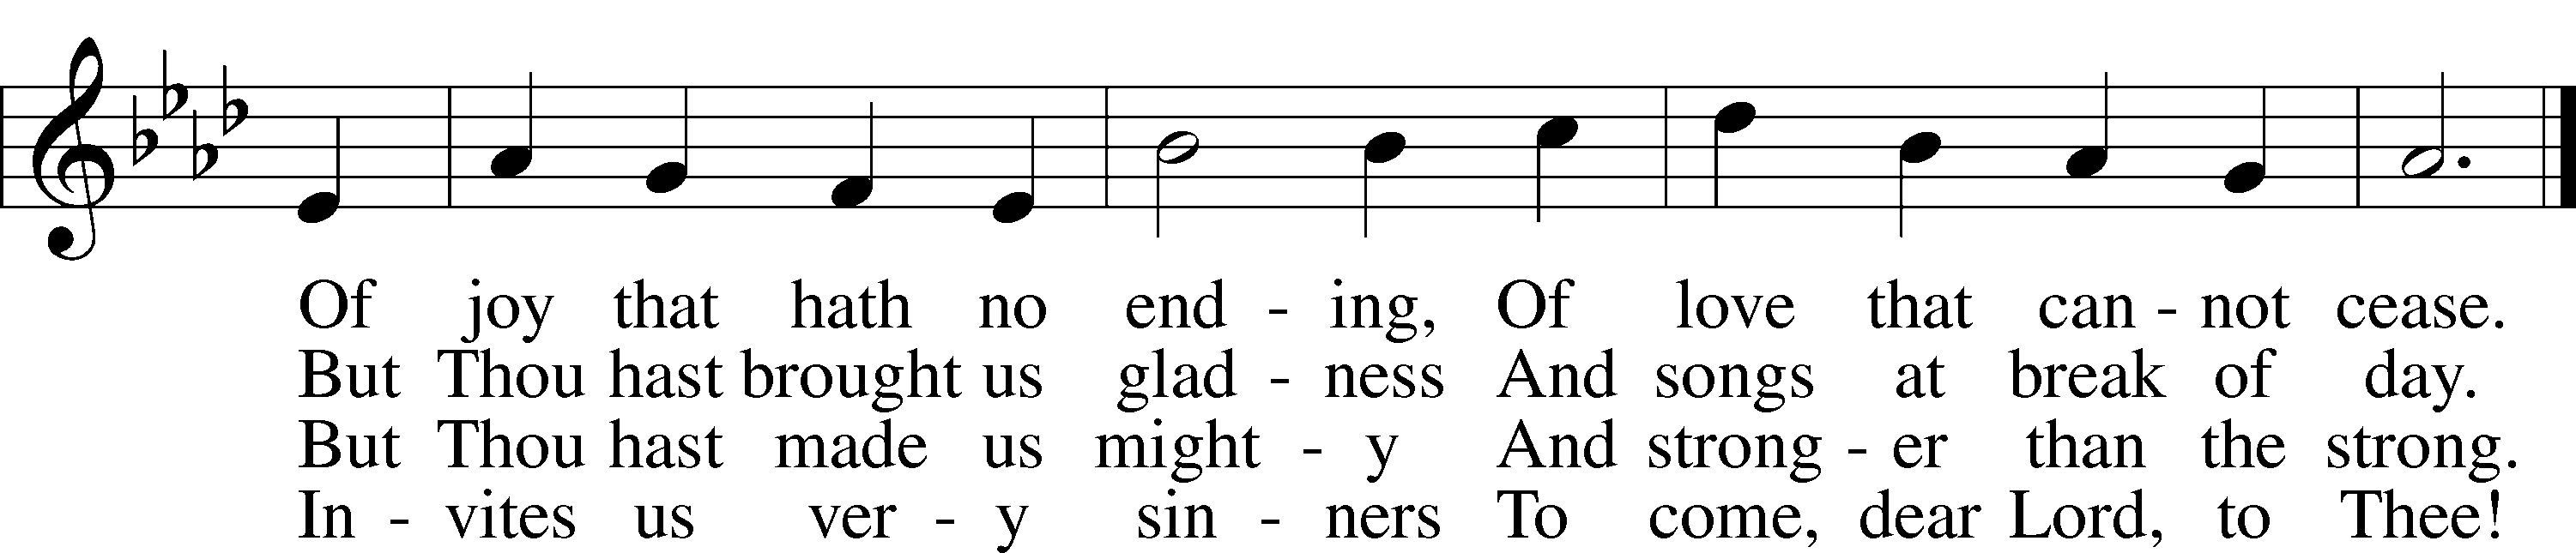 Of joy that hath no end - ing, Of love that can - not cease.
But Thou hast brought us glad - ness And songs at break of day.
But Thou hast made us might - y And strong - er than the strong.
In - vites us ver - y sin - ners To come, dear Lord, to Thee!